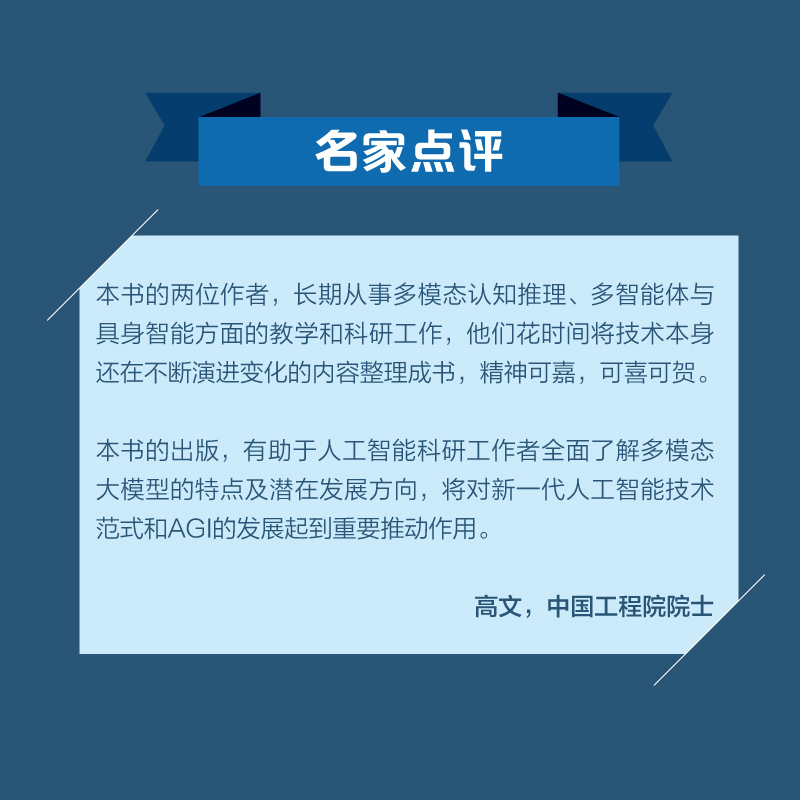 名家点评
本书的两位作者，长期从事多模态认知推理、多智能体与
具身智能方面的教学和科研工作，他们花时间将技术本身
还在不断演进变化的内容整理成书，精神可嘉，可喜可贺。
本书的出版，有助于人工智能科研工作者全面了解多模态
大模型的特点及潜在发展方向，将对新一代人工智能技术
范式和AGI的发展起到重要推动作用。
高文，中国工程院院士